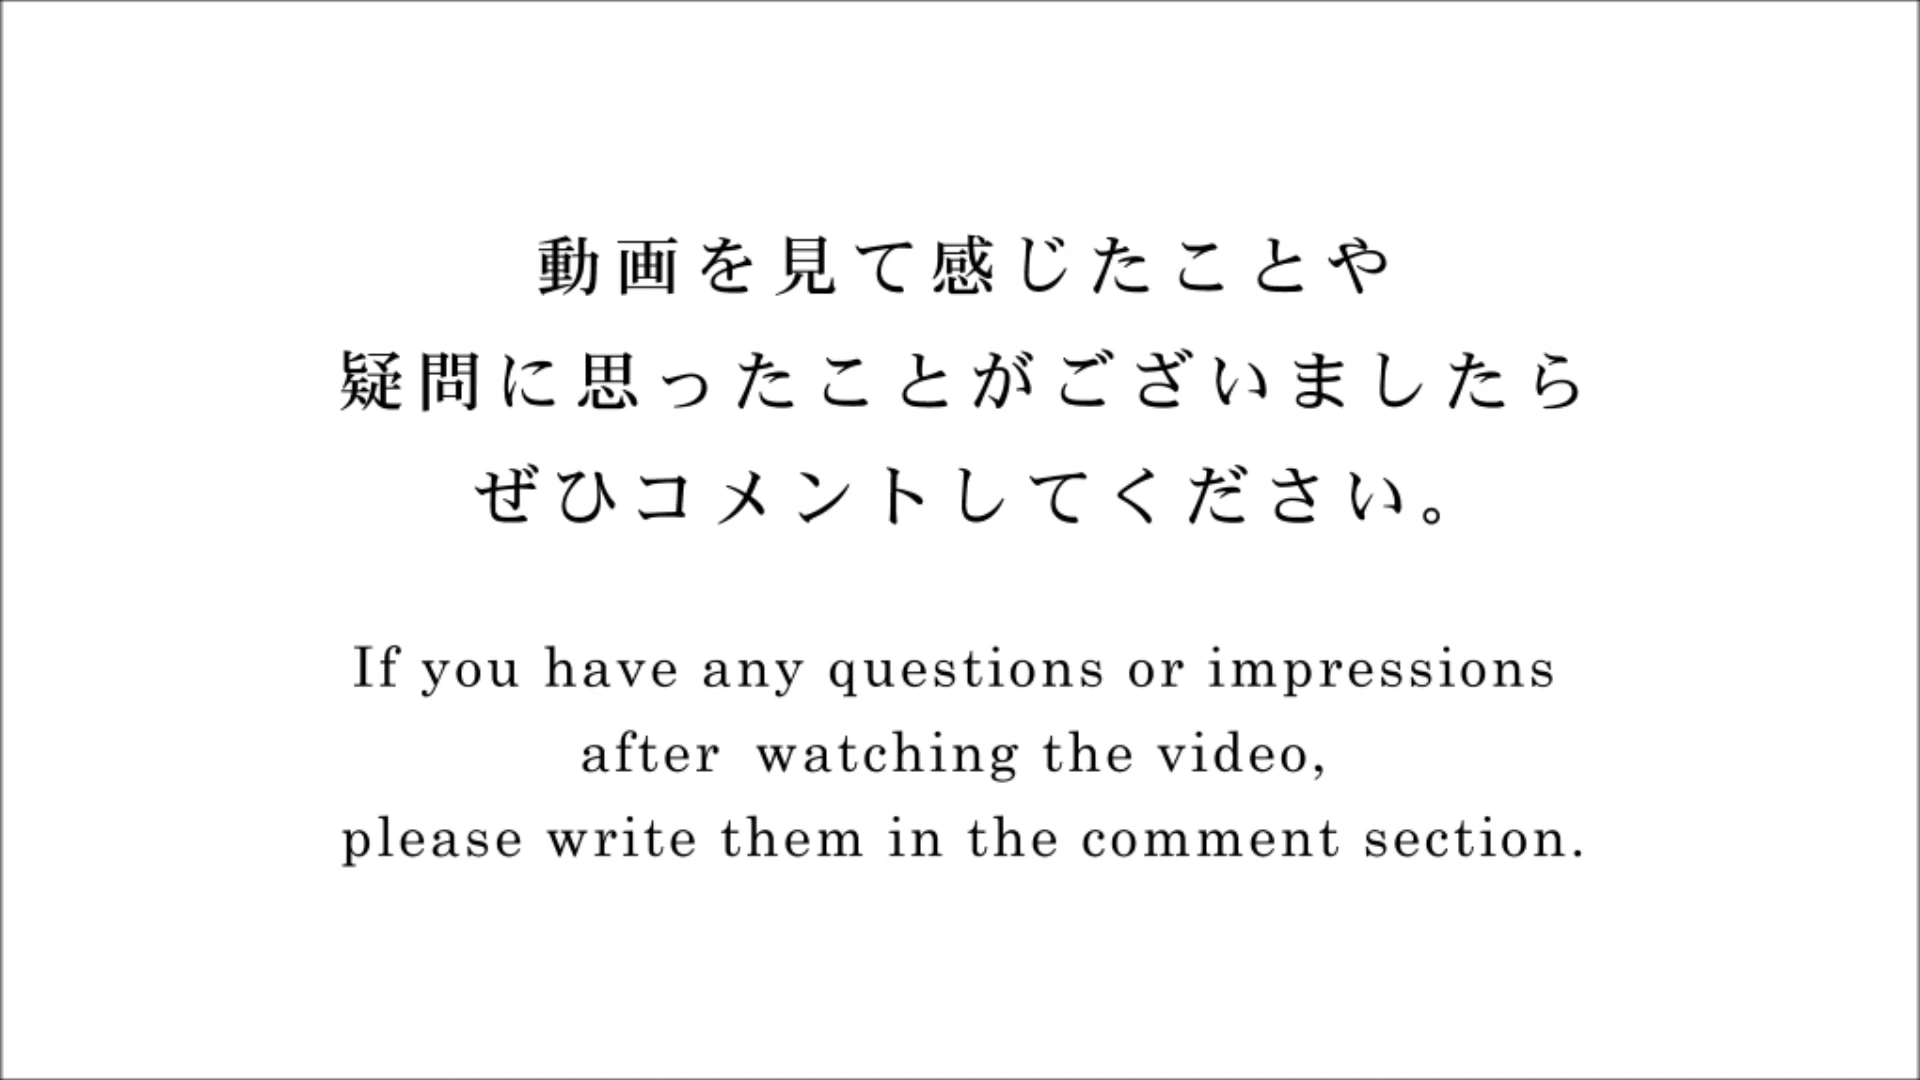 動画を見て感じたことや
疑問に思ったことがございましたら
ぜひコメントしてください。
If you have any questions or impressions
after watching the video,
please write them in the comment section.